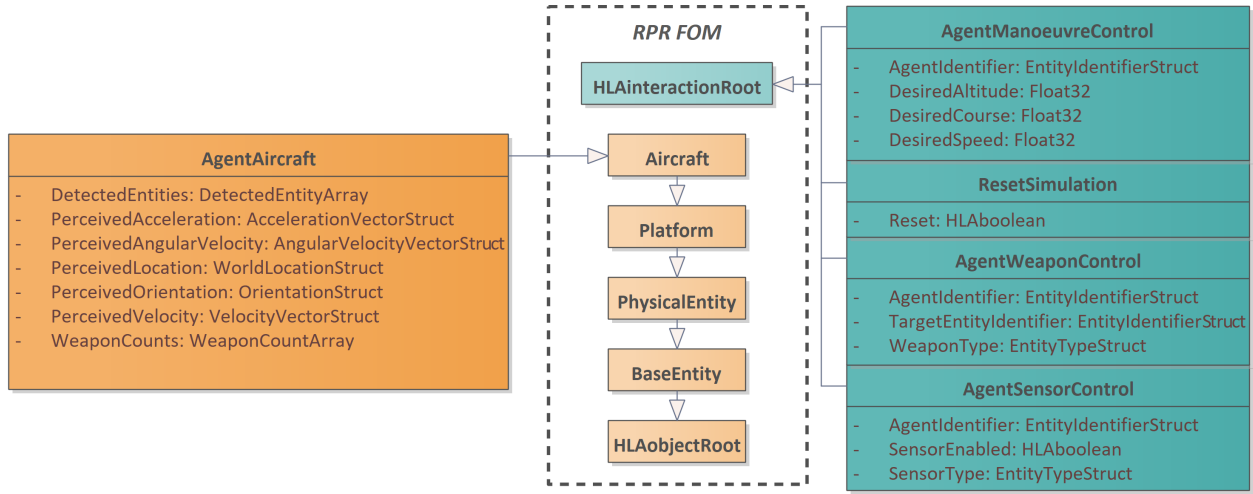 AgentAircraft
- DetectedEntities: DetectedEntityArray
- PerceivedAcceleration: AccelerationVectorStruct
- PerceivedAngularVelocity: AngularVelocityVectorStruct
- PerceivedLocation: WorldLocationStruct
- PerceivedOrientation: OrientationStruct
- PerceivedVelocity: VelocityVectorStruct
- WeaponCounts: WeaponCountArray
RPR FOM
HLAinteractionRoot
Aircraft
Platform
PhysicalEntity
BaseEntity
HLAobjectRoot
AgentManoeuvreControl
- AgentIdentifier: EntityIdentifierStruct
- DesiredAltitude: Float32
- DesiredCourse: Float32
- DesiredSpeed: Float32
ResetSimulation
- Reset: HLAboolean
AgentWeaponControl
- AgentIdentifier: EntityIdentifierStruct
- TargetEntityIdentifier: EntityIdentifierStruct
- WeaponType: EntityTypeStruct
AgentSensorControl
- AgentIdentifier: EntityIdentifierStruct
- SensorEnabled: HLAboolean
- SensorType: EntityTypeStruct